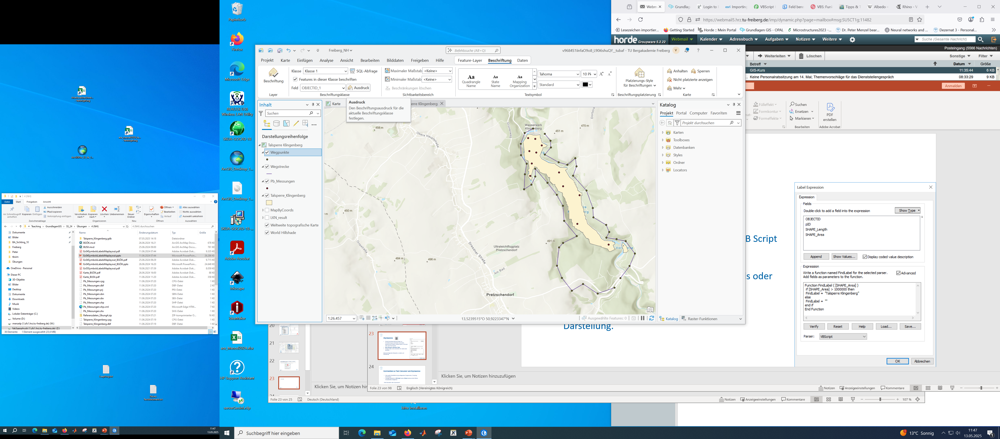 Papierkorb
Firefox
Microsoft Edge
REALTEK USB
Wireless LAN Utility
SKUA-GOCAD 18
ArcGIS_Desktop_1...
ArcGIS_Desktop_1...
SKUA-GOCAD-18-...
Adobe Acrobat
Inkscape
ideaMaker
aze_Menzel2024.xlsx
HP Support Assistant
serverGeoinf.rdp
bitte installieren
Arbeitszeitnachwe...
- Verknüpfung
aze_menzel2024_te...
- Verknüpfung
LeapFrog.txt
Neues
Textdokument.txt
4 (NH)
Datei Start Freigeben Ansicht
An Schnellzugriff anheften Kopieren Einfügen
Ausschneiden
Pfad kopieren
Verknüpfung einfügen
Verschieben nach Kopieren nach Löschen Umbenennen
Neuer Ordner
Eigenschaften
Öffnen
Bearbeiten
Verlauf
Alles auswählen
Nichts auswählen
Auswahl umkehren
Zwischenablage Organisieren Neu Öffnen Auswählen
« Teaching > GrundlagenGIS > SS_24 > Übungen > 4 (NH)
4 (NH) durchsuchen
Name Änderungsdatum Typ Größe
Dokumente
Bilder
BA_Sichting_10
Freiberg
Peter
tbsim
Übungen
OneDrive - Personal
Dieser PC
3D-Objekte
Bilder
Desktop
Dokumente
Downloads
Musik
Videos
Lokaler Datenträger (C:)
Volume (D:)
menzelp (\\zfs1.hrz.tu-freiberg.de) (W:)
fak3geophysik (\\zfs1.hrz.tu-freiberg.de) (Z:)
Talsperre_Klingenberg.gdb 07.05.2025 14:18 Dateiordner
BGÖK.mxd 26.06.2024 16:21 ArcGIS ArcMap Docu... 678 KB
BUSII.mxd 25.06.2024 09:00 ArcGIS ArcMap Docu... 761 KB
Ex04SymbolsLabelsMaplayout.pdf 11.06.2024 07:44 Adobe Acrobat-Dok... 4.330 KB
Ex04SymbolsLabelsMaplayout.pptx 11.06.2024 07:44 Microsoft PowerPoin... 26.286 KB
Ex04SymbolsLabelsMaplayout_BGÖK.pdf 25.06.2024 09:29 Adobe Acrobat-Dok... 9.715 KB
Ex04SymbolsLabelsMaplayout_BGÖK.pptx 26.06.2024 16:20 Microsoft PowerPoin... 24.648 KB
Ex05SymbolsLabelsMaplayout.pdf 18.06.2021 07:39 Adobe Acrobat-Dok... 8.059 KB
Karte_BGÖK.pdf 26.06.2024 16:00 Adobe Acrobat-Dok... 88 KB
Karte_BUSII.pdf 11.06.2024 11:20 Adobe Acrobat-Dok... 358 KB
Pb_Messungen.cpg 11.06.2024 07:20 CPG-Datei 1 KB
Pb_Messungen.dbf 11.06.2024 07:20 DBF-Datei 2 KB
Pb_Messungen.prj 11.06.2024 07:20 PRJ-Datei 1 KB
Pb_Messungen.sbn 11.06.2024 07:20 SBN-Datei 1 KB
Pb_Messungen.sbx 11.06.2024 07:20 SBX-Datei 1 KB
Pb_Messungen.shp 11.06.2024 07:20 SHP-Datei 1 KB
Pb_Messungen.shp.xml 11.06.2024 07:20 Microsoft Edge HTM... 7 KB
Pb_Messungen.shx 11.06.2024 07:20 SHX-Datei 1 KB
Referenzdaten_Übung4.zip 11.06.2024 07:21 ZIP-komprimierter O... 16 KB
Talsperre_Klingenberg.cpg 11.06.2024 07:19 CPG-Datei 1 KB
Talsperre_Klingenberg.dbf 11.06.2024 07:19 DBF-Datei 1 KB
36 Elemente 1 Element ausgewählt (25,6 MB)
11:47
13.05.2025
Freiberg_NH
Befehlssuche (Alt+Q)
v9684S1iinfaO9o8_L90i6shuQY__tubaf - TU Bergakademie Freiberg V
Projekt Karte Einfügen Analyse Ansicht Bearbeiten Bilddaten Freigeben Hilfe Feature-Layer Beschriftung Daten
Beschriftung
Layer
Klasse Klasse 1 SQL-Abfrage
Features in dieser Klasse beschriften
Feld OBJECTID_1 Ausdruck
Beschriftungsklasse
Maximaler Maßstab <Keine>
Minimaler Maßstab <Keine>
Beschränkungen löschen
Sichtbarkeitsbereich
Aa Aa Aa
Quadrangle Name State Name Mapping Organization
Tahoma 10 Pk
Standard
Textsymbol
Platzierungs-Style
für Beschriftungen
Beschriftungsplatzierung
Anhalten Sperren
Nicht platzierte anzeigen
Mehr
Karte
Ausdruck
Den Beschriftungsausdruck für die
aktuelle Beschriftungsklasse
festlegen.
Inhalt
Suchen
Darstellungsreihenfolge
Talsperre Klingenberg
Wegpunkte
Wegstrecke
Pb_Messungen
Talsperre_Klingenberg
MapByCoords
LKN_result
Weltweite topografische Karte
World Hillshade
Karte
erre Klingenberg
458 m
Obere Hauptstraße
Grünerweg
Wasserwerk
Klingenberg
451 m
470 m
Dorfstraße
450 m
Ortsstraße
Dresdner Straße
484 m
496 m
Am Bad
Ultraleichtflugplatz
Pretzschendorf
491 m
Pretzschendorf
1:26.457
13,5239515°O 50,9223347°N
Ausgewählte Features: 0
Katalog
Projekt Portal Computer Favoriten
Projekt durchsuchen
Karten
Toolboxes
Datenbanken
Styles
Ordner
Locators
Katalog Raster-Funktionen
Webm Grundlag Login to esri Importing VBScript Feld bere VBS: Funk Tipps & T Albedo – Rhino - V
https://webmail5.hrz.tu-freiberg.de/imp/dynamic.php?page=mailbox#msg:SU5CT1g;11482
Lesezeichen importier... Getting Started Horde :: Mein Portal Grundlagen GIS - OPAL Microstructures2023 -... Dr. Peter Menzel bear... Neural networks and ... Dezernat 3 - Personal...
horde Groupware 5.2.22 Webmail Kalender Adressbuch Aufgaben Notizen Weitere Suche (Gesamte Nachricht)
Posteingang (5566 Nachrichten)
Weiterleiten Löschen Sonstige Filter
Betreff Datum Größe
GIS-Kurs 11:35:44 6 KB
Keine Personalratssitzung am 14. Mai; Themenvorschläge für das Dienststellengespräch 08:33:29 9 KB
Anmelden
Fülleffekt
Formkontur
Formeffekte
Suchen
Ersetzen
Markieren
Bearbeiten
PDF
erstellen
Adobe Acrobat
B Script
s oder
Darstellung.
Label Expression
Expression
Fields
Double-click to add a field into the expression Show Type
OBJECTID
pID
SHAPE_Length
SHAPE_Area
Append Show Values... Display coded value description
Expression
Write a function named FindLabel for the selected parser.
Add fields as parameters to the function.
Advanced
Function FindLabel ( [SHAPE_Area] )
if [SHAPE_Area] > 1000000 then
FindLabel = "Talsperre Klingenberg"
else
FindLabel = ""
end if
End Function
Verify Reset Help Load... Save...
Parser: VBScript
OK Abbrechen
20
21
22
23
23
24
Expressions
Kommentare zu Field Calculator und Expressions
Klicken Sie, um Notizen hinzuzufügen
Klicken Sie, um Notizen hin
Folie 23 von 98 Englisch (Vereinigtes Königreich)
Notizen Anzeigeeinstellungen Kommentare
Folie 23 von 25 Deutsch (Deutschland)
Notizen Anzeigeeinstellungen Kommentare 107 %
Suchbegriff hier eingeben
13°C Sonnig
11:47
13.05.2025